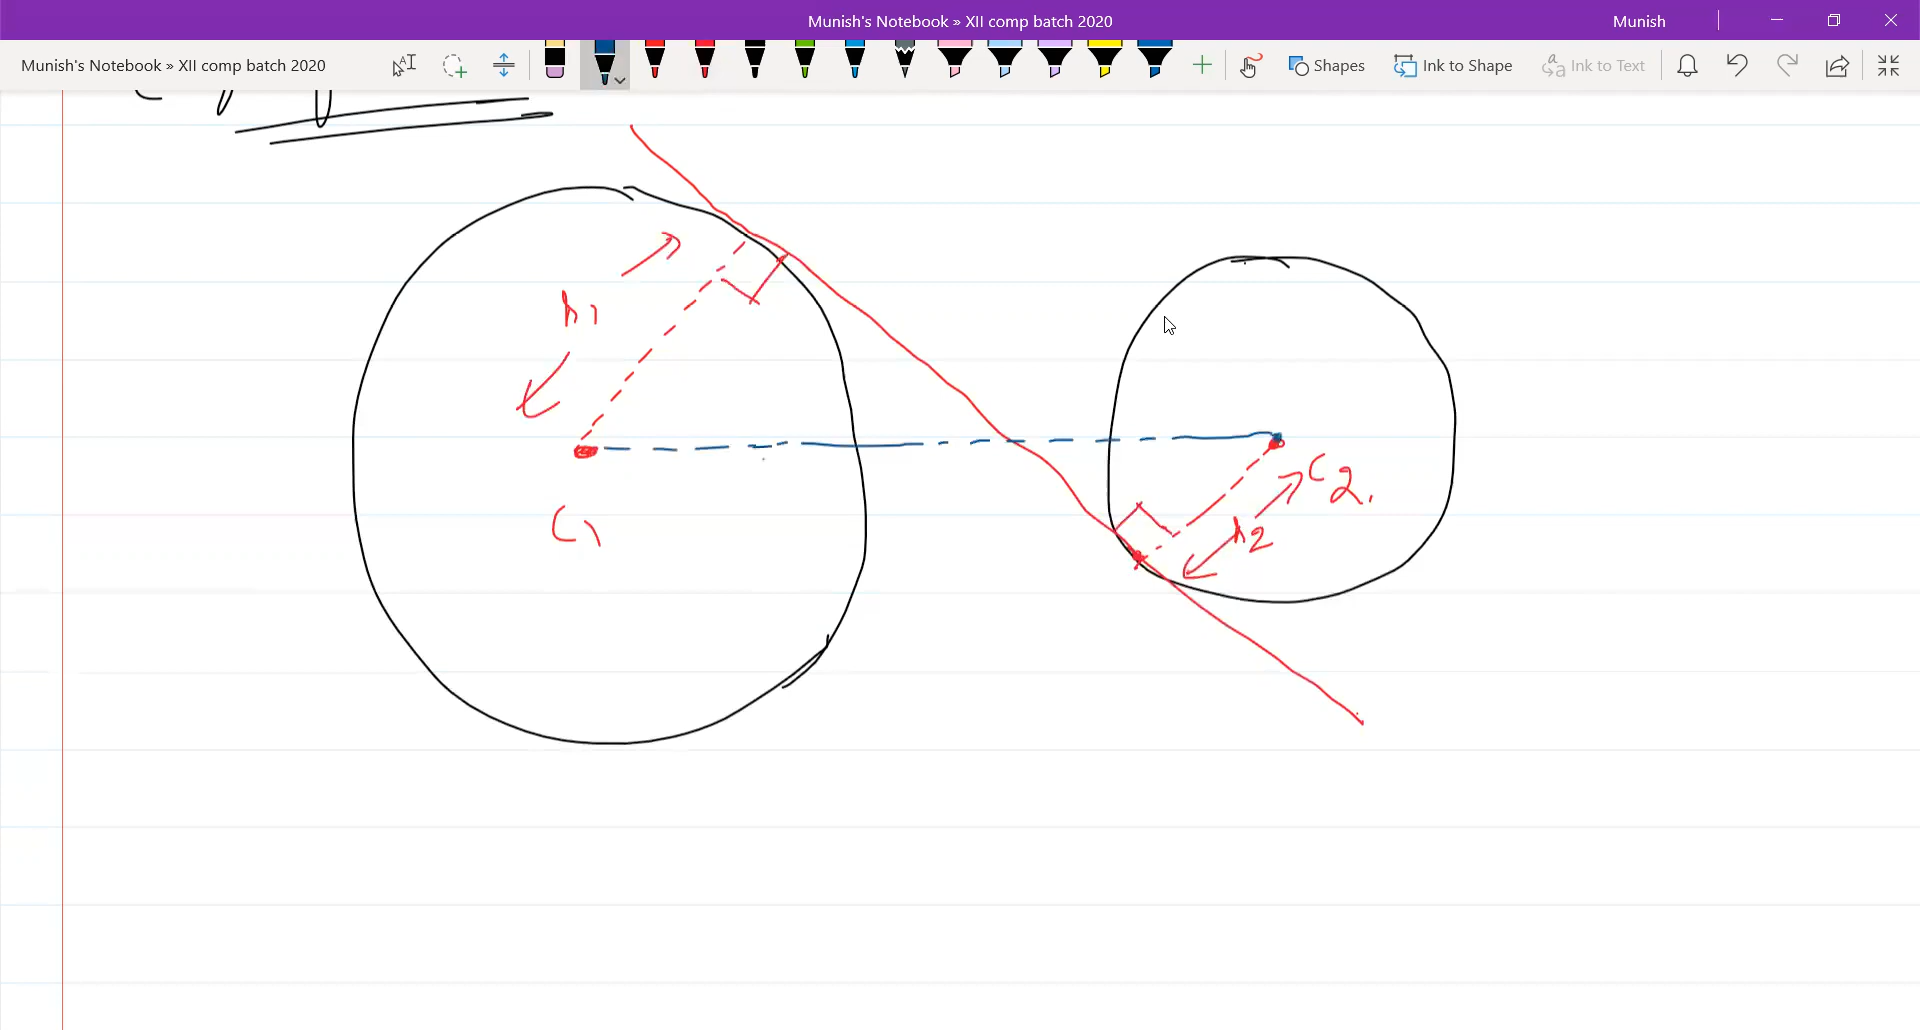 Munish's Notebook » XII comp batch 2020
Munish
Munish's Notebook » XII comp batch 2020
Shapes
Ink to Shape
Ink to Text
r1
C1
C2
r2